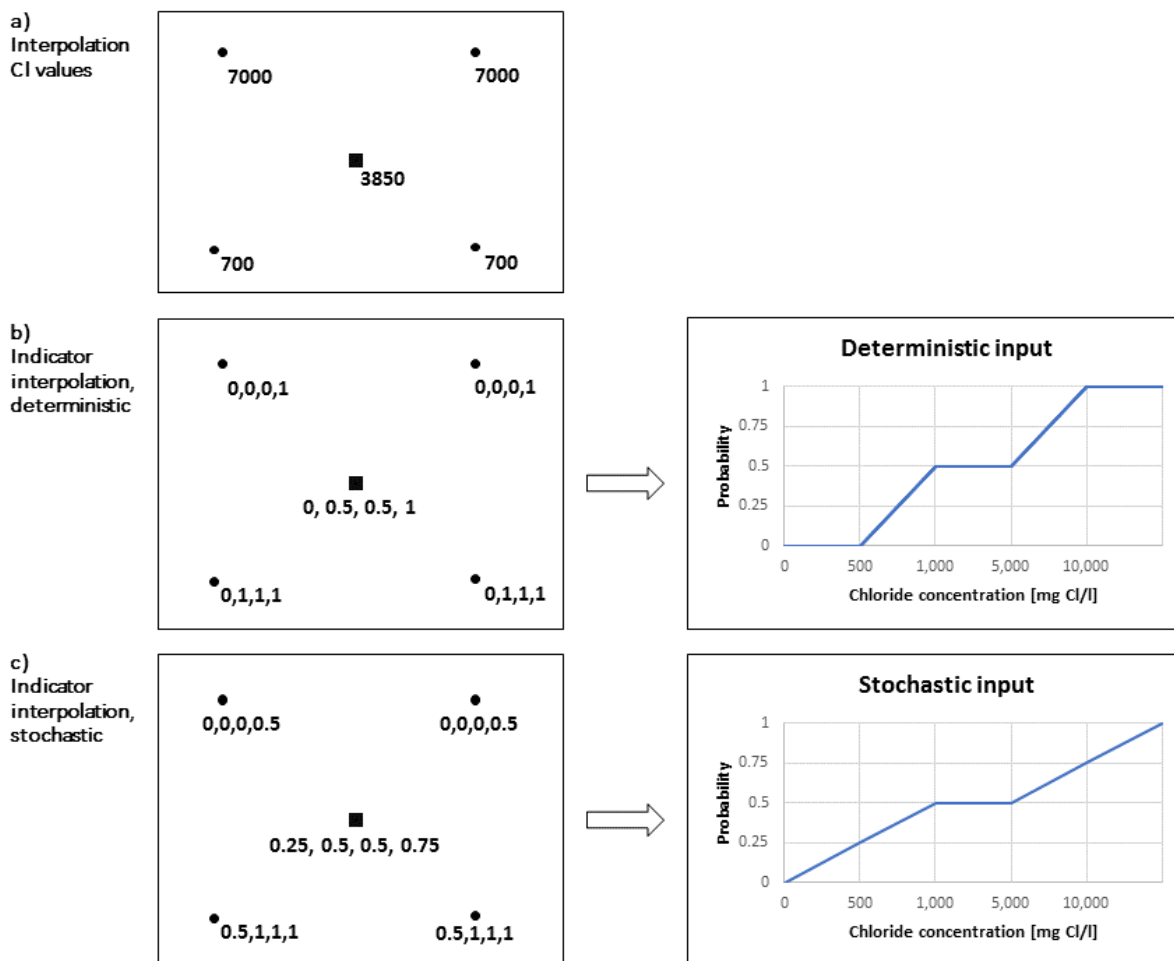 a)
Interpolation
Cl values
7000
7000
3850
700
700
b)
Indicator
interpolation,
deterministic
0,0,0,1
0,0,0,1
0, 0.5, 0.5, 1
0,1,1,1
0,1,1,1
Deterministic input
Probability
1
0.75
0.5
0.25
0
0 500 1,000 5,000 10,000
Chloride concentration [mg Cl/l]
c)
Indicator
interpolation,
stochastic
0,0,0,0.5
0,0,0,0.5
0.25, 0.5, 0.5, 0.75
0.5,1,1,1
0.5,1,1,1
Stochastic input
Probability
1
0.75
0.5
0.25
0
0 500 1,000 5,000 10,000
Chloride concentration [mg Cl/l]